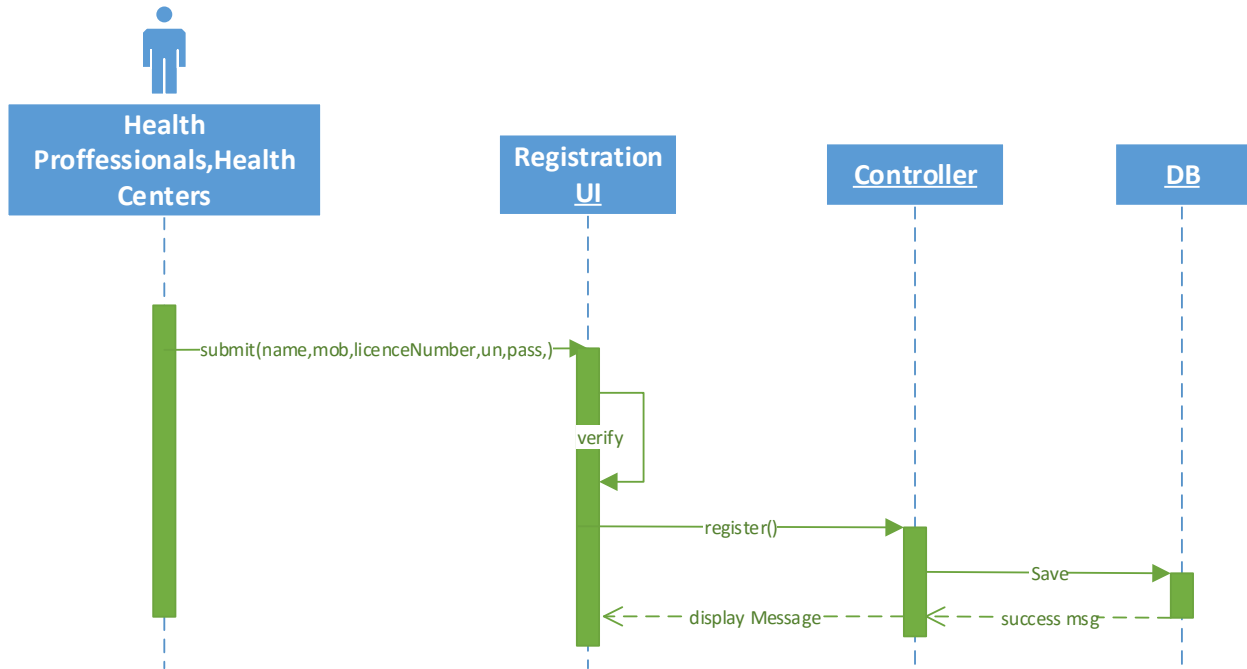 Health
Proffessionals,Health
Centers
Registration
UI
Controller
DB
submit(name,mob,licenceNumber,un,pass,)
verify
register()
Save
display Message
success msg